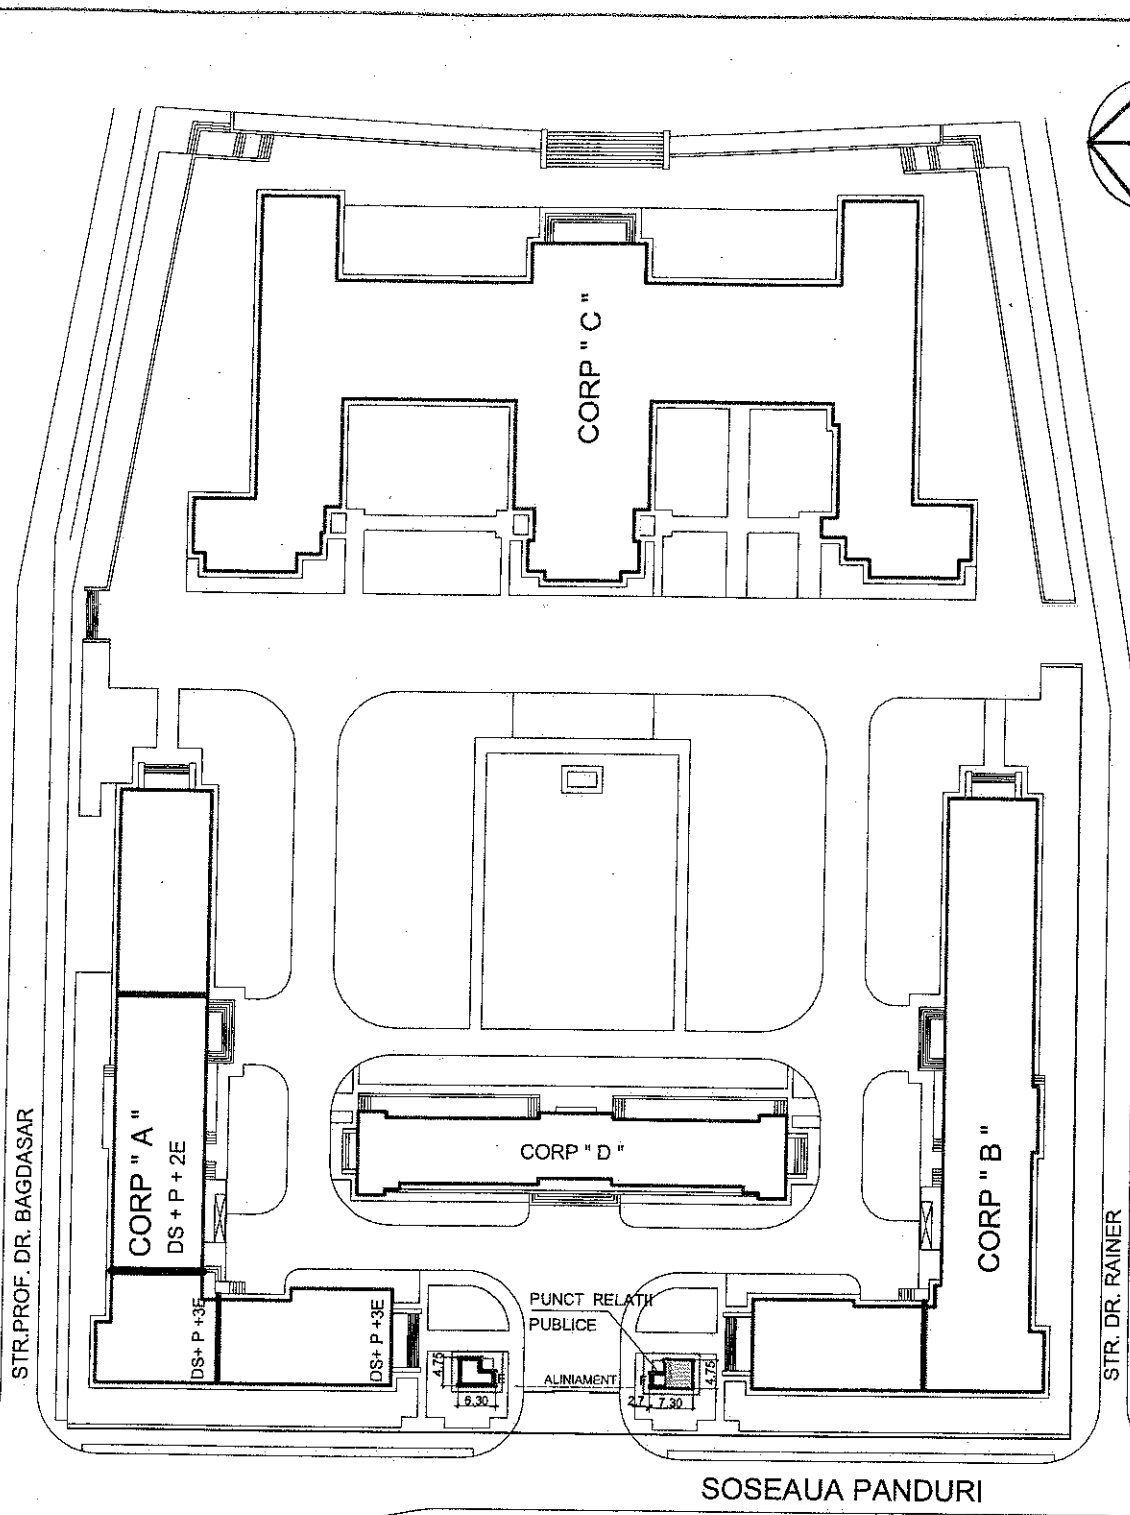 CORP " C "
CORP " A "
DS + P + 2E
CORP " D "
CORP " B "
STR.PROF. DR. BAGDASAR
STR. DR. RAINER
DS+ P +3E
DS+ P +3E
PUNCT RELATII
PUBLICE
ALINIAMENT
4.75
6.30
4.75
2.7
7.30
SOSEAUA PANDURI